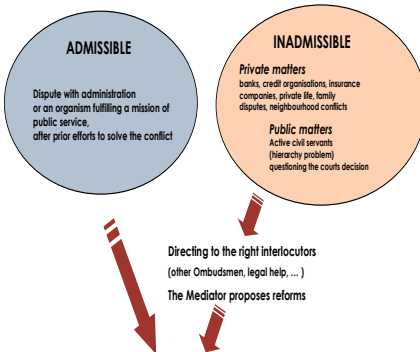 ADMISSIBLE
Dispute with administration
or an organism fulfilling a mission of
public service,
after prior efforts to solve the conflict
INADMISSIBLE
Private matters
banks, credit organisations, insurance
companies, private life, family
disputes, neighbourhood conflicts
Public matters
Active civil servants
(hierarchy problem)
questioning the courts decision
Directing to the right interlocutors
(other Ombudsmen, legal help, ... )
The Mediator proposes reforms